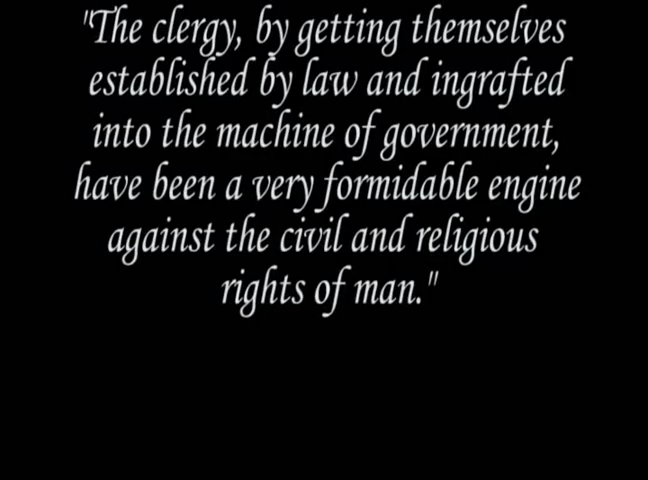 "The clergy, by getting themselves
established by law and ingrafted
into the machine of government,
have been a very formidable engine
against the civil and religious
rights of man."